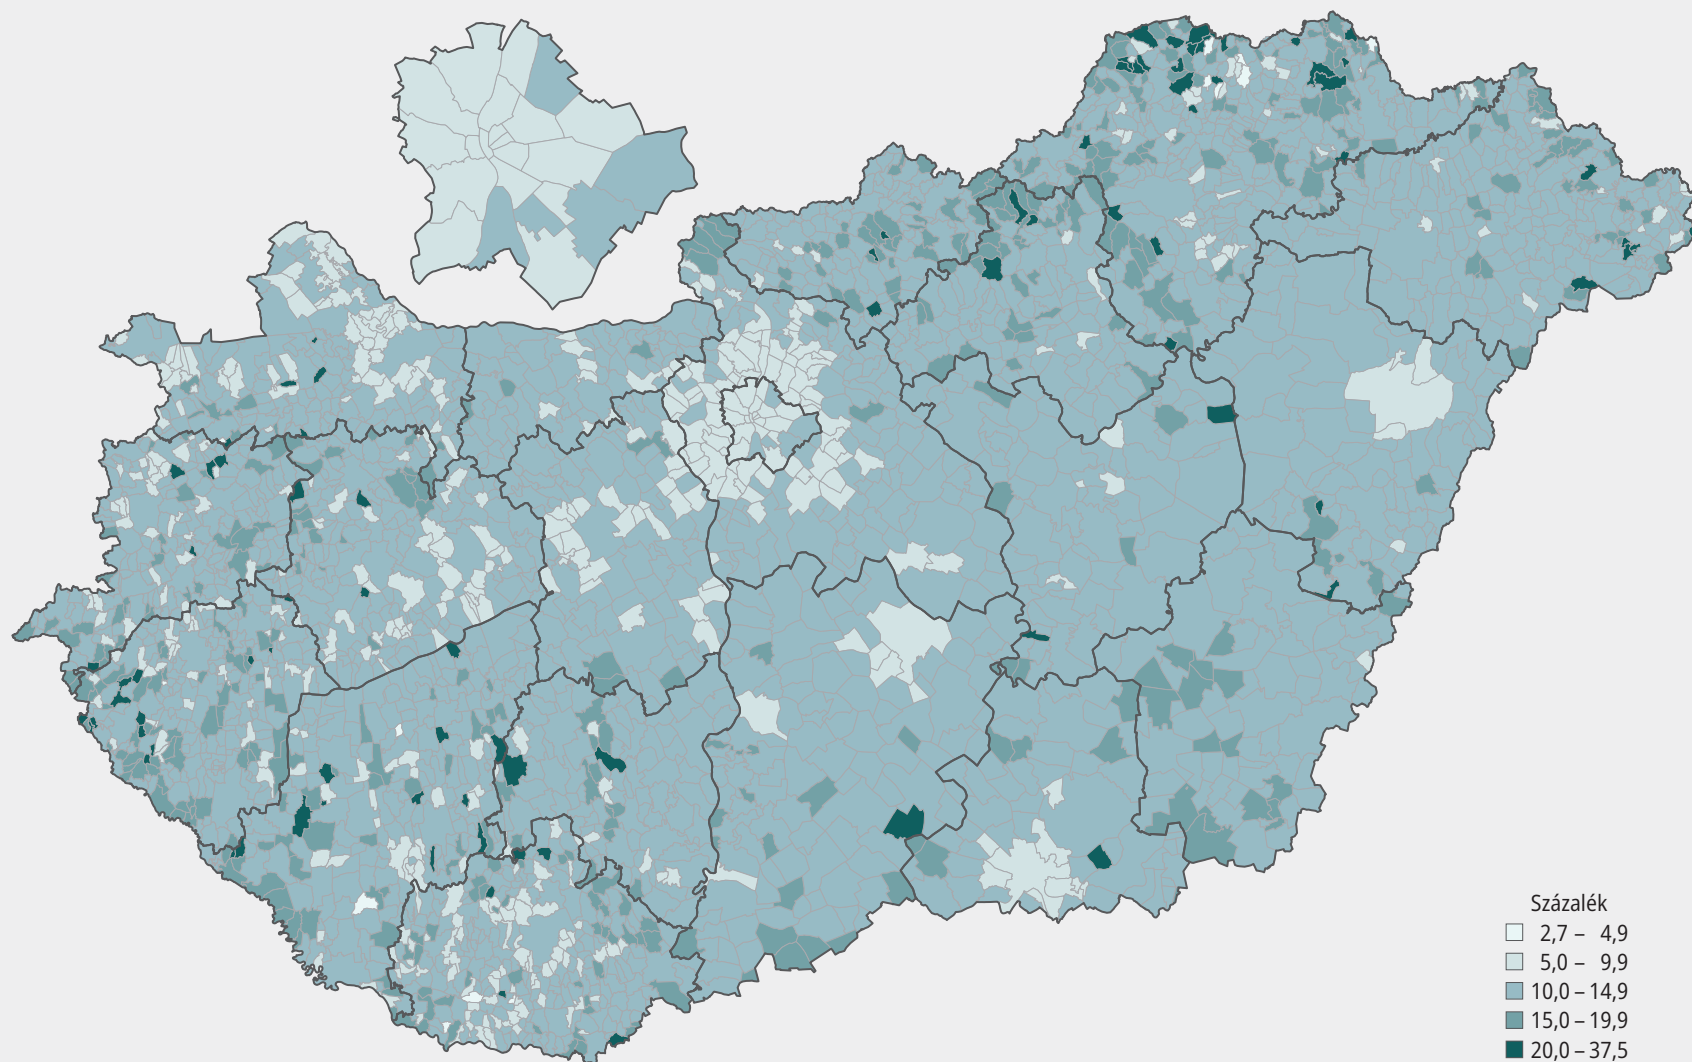 Százalék
2,7 – 4,9
5,0 – 9,9
10,0 – 14,9
15,0 – 19,9
20,0 – 37,5